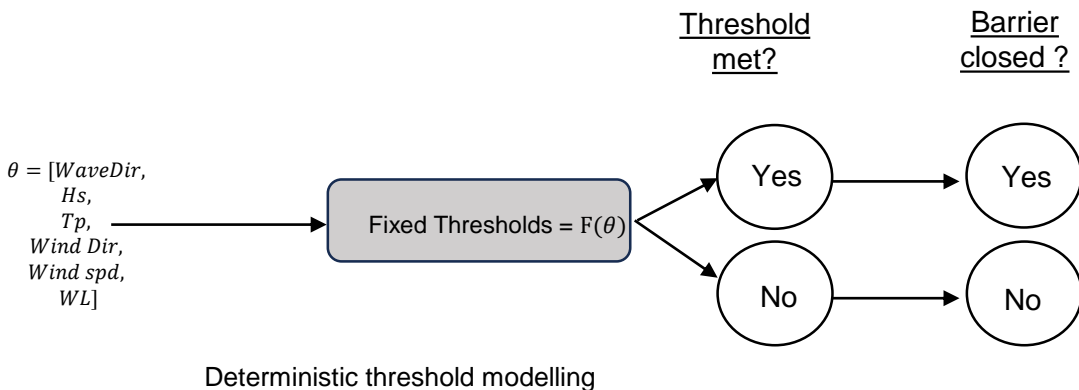 Threshold
met?
Barrier
closed ?
θ = [WaveDir,
Hs,
Tp,
Wind Dir,
Wind spd,
WL]
Fixed Thresholds = F(θ)
Yes
Yes
No
No
Deterministic threshold modelling